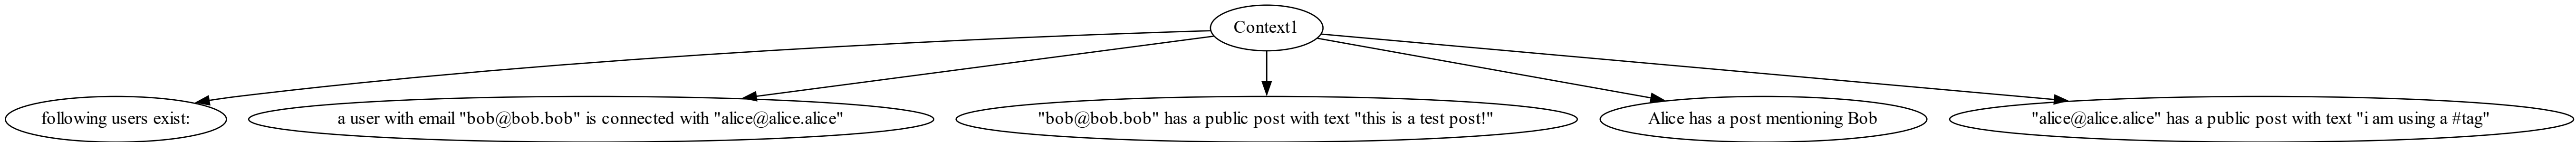 Context1
following users exist:
a user with email "bob@bob.bob" is connected with "alice@alice.alice"
"bob@bob.bob" has a public post with text "this is a test post!"
Alice has a post mentioning Bob
"alice@alice.alice" has a public post with text "i am using a #tag"